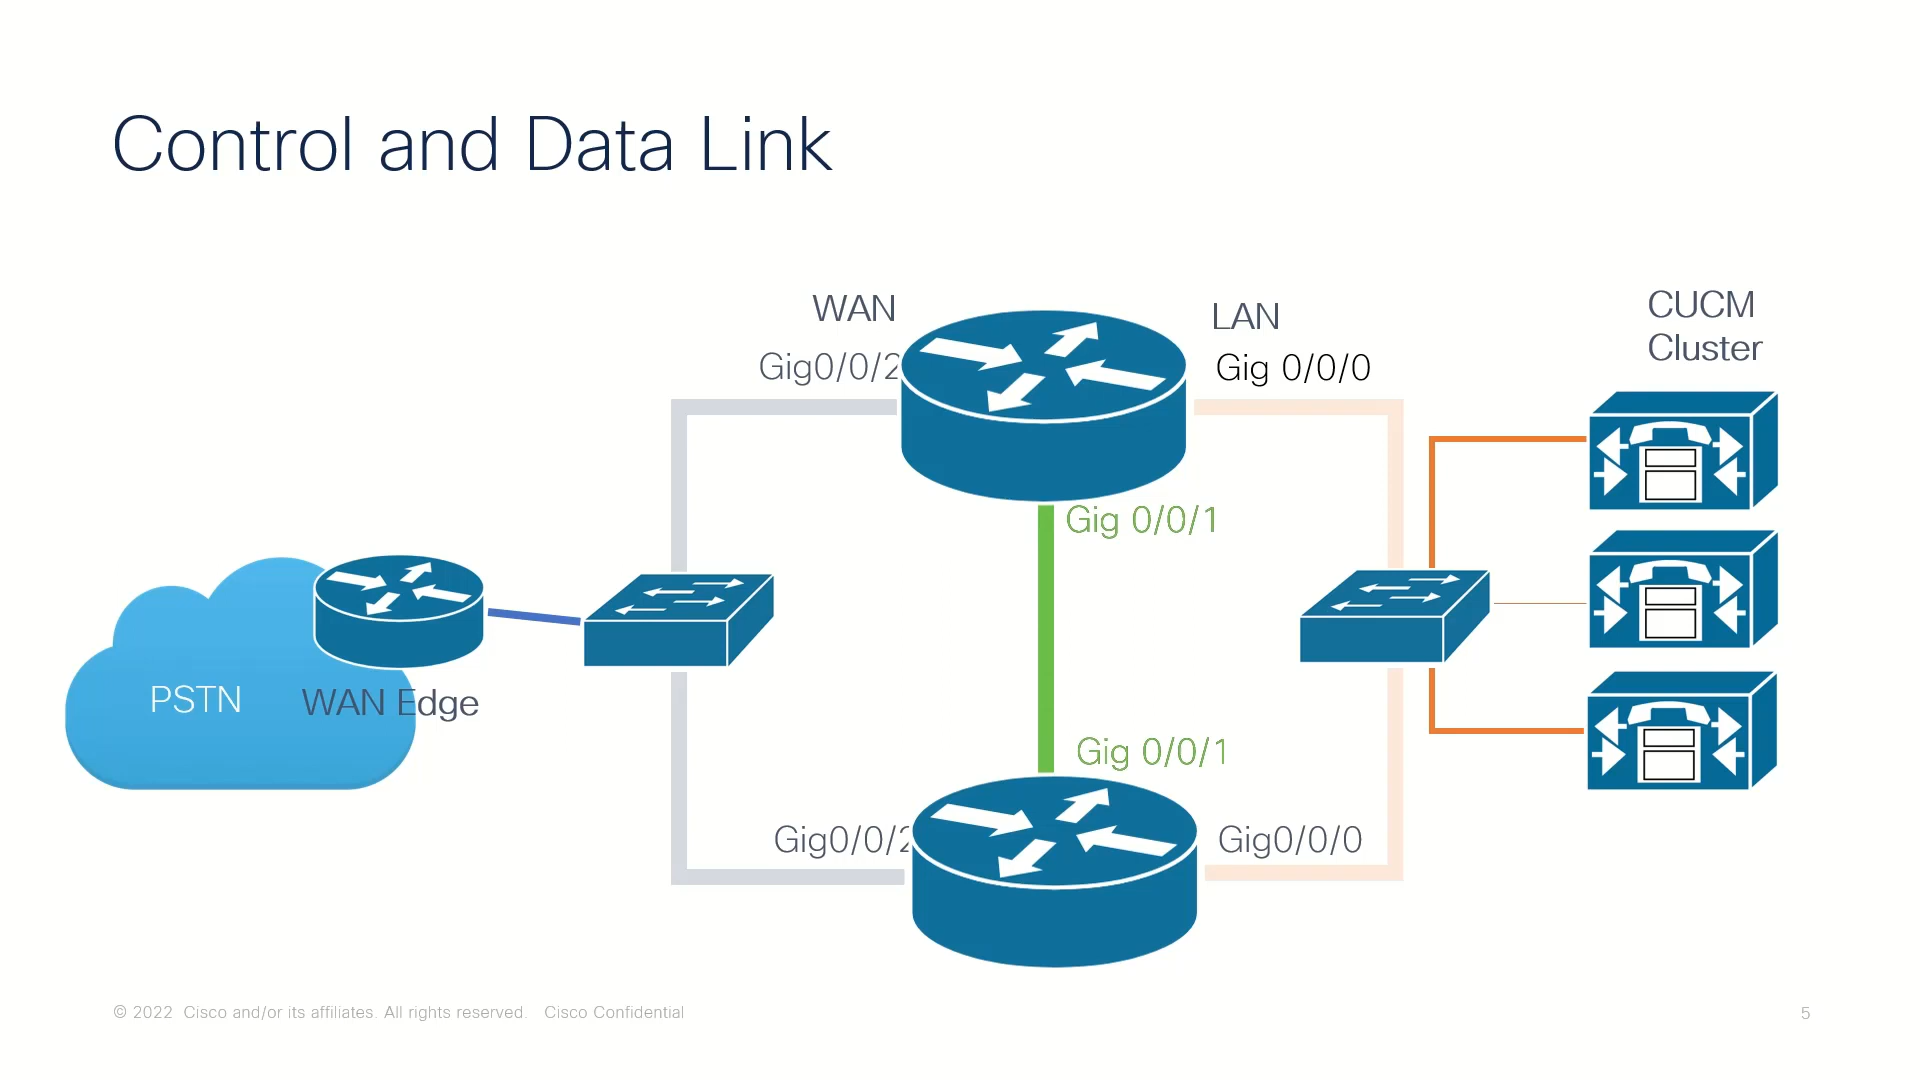 Control and Data Link
WAN
LAN
CUCM
Cluster
Gig0/0/2
Gig 0/0/0
Gig 0/0/1
PSTN
WAN Edge
Gig 0/0/1
Gig0/0/2
Gig0/0/0
© 2022 Cisco and/or its affiliates. All rights reserved. Cisco Confidential
5